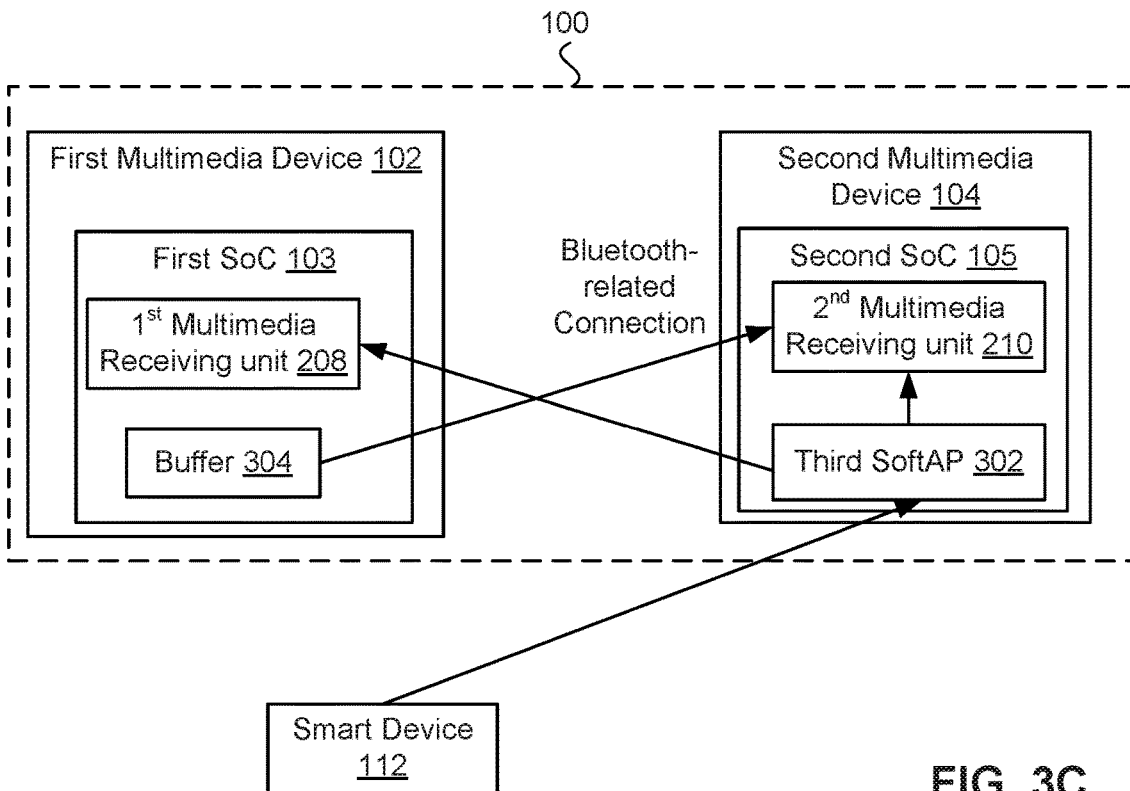 100
First Multimedia Device 102
First SoC 103
1st Multimedia
Receiving unit 208
Buffer 304
Bluetooth-
related
Connection
Second Multimedia
Device 104
Second SoC 105
2nd Multimedia
Receiving unit 210
Third SoftAP 302
Smart Device
112
FIG. 3C